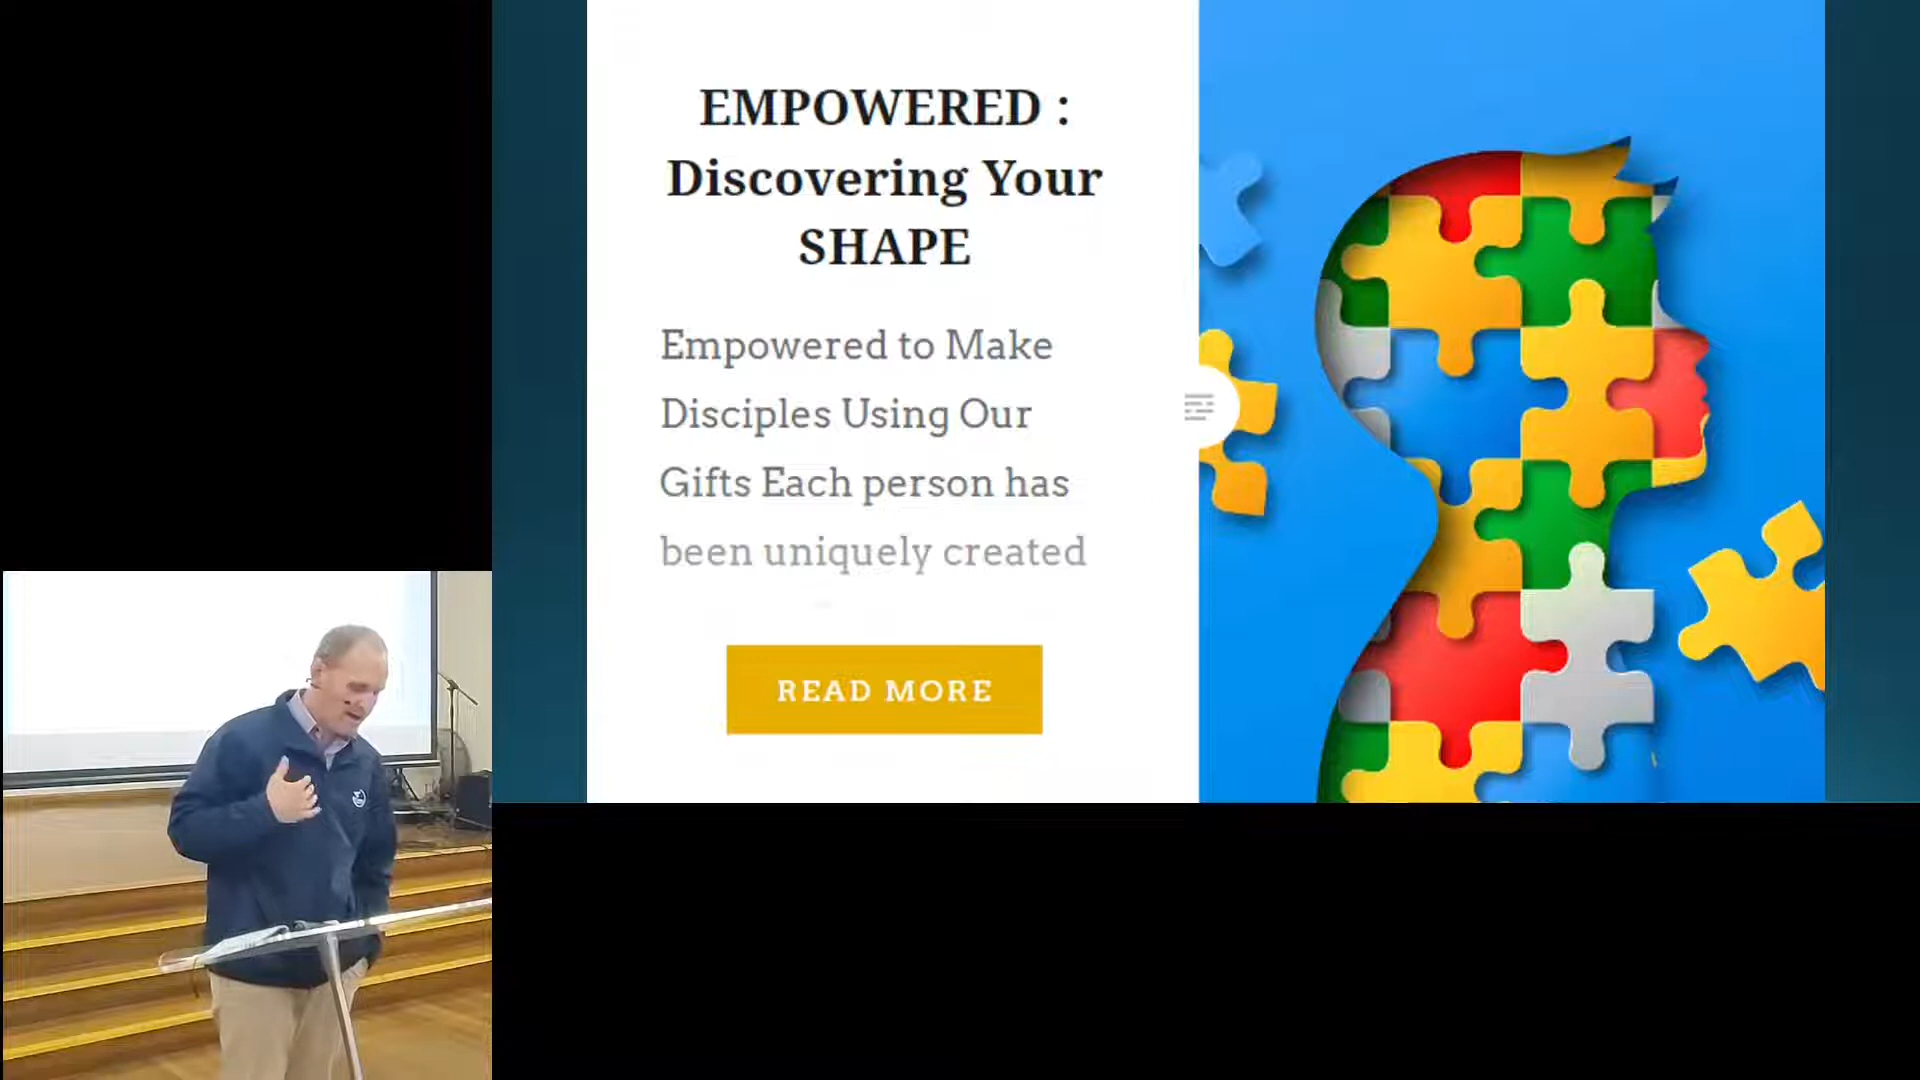 EMPOWERED :
Discovering Your
SHAPE
Empowered to Make
Disciples Using Our
Gifts Each person has
been uniquely created
READ MORE